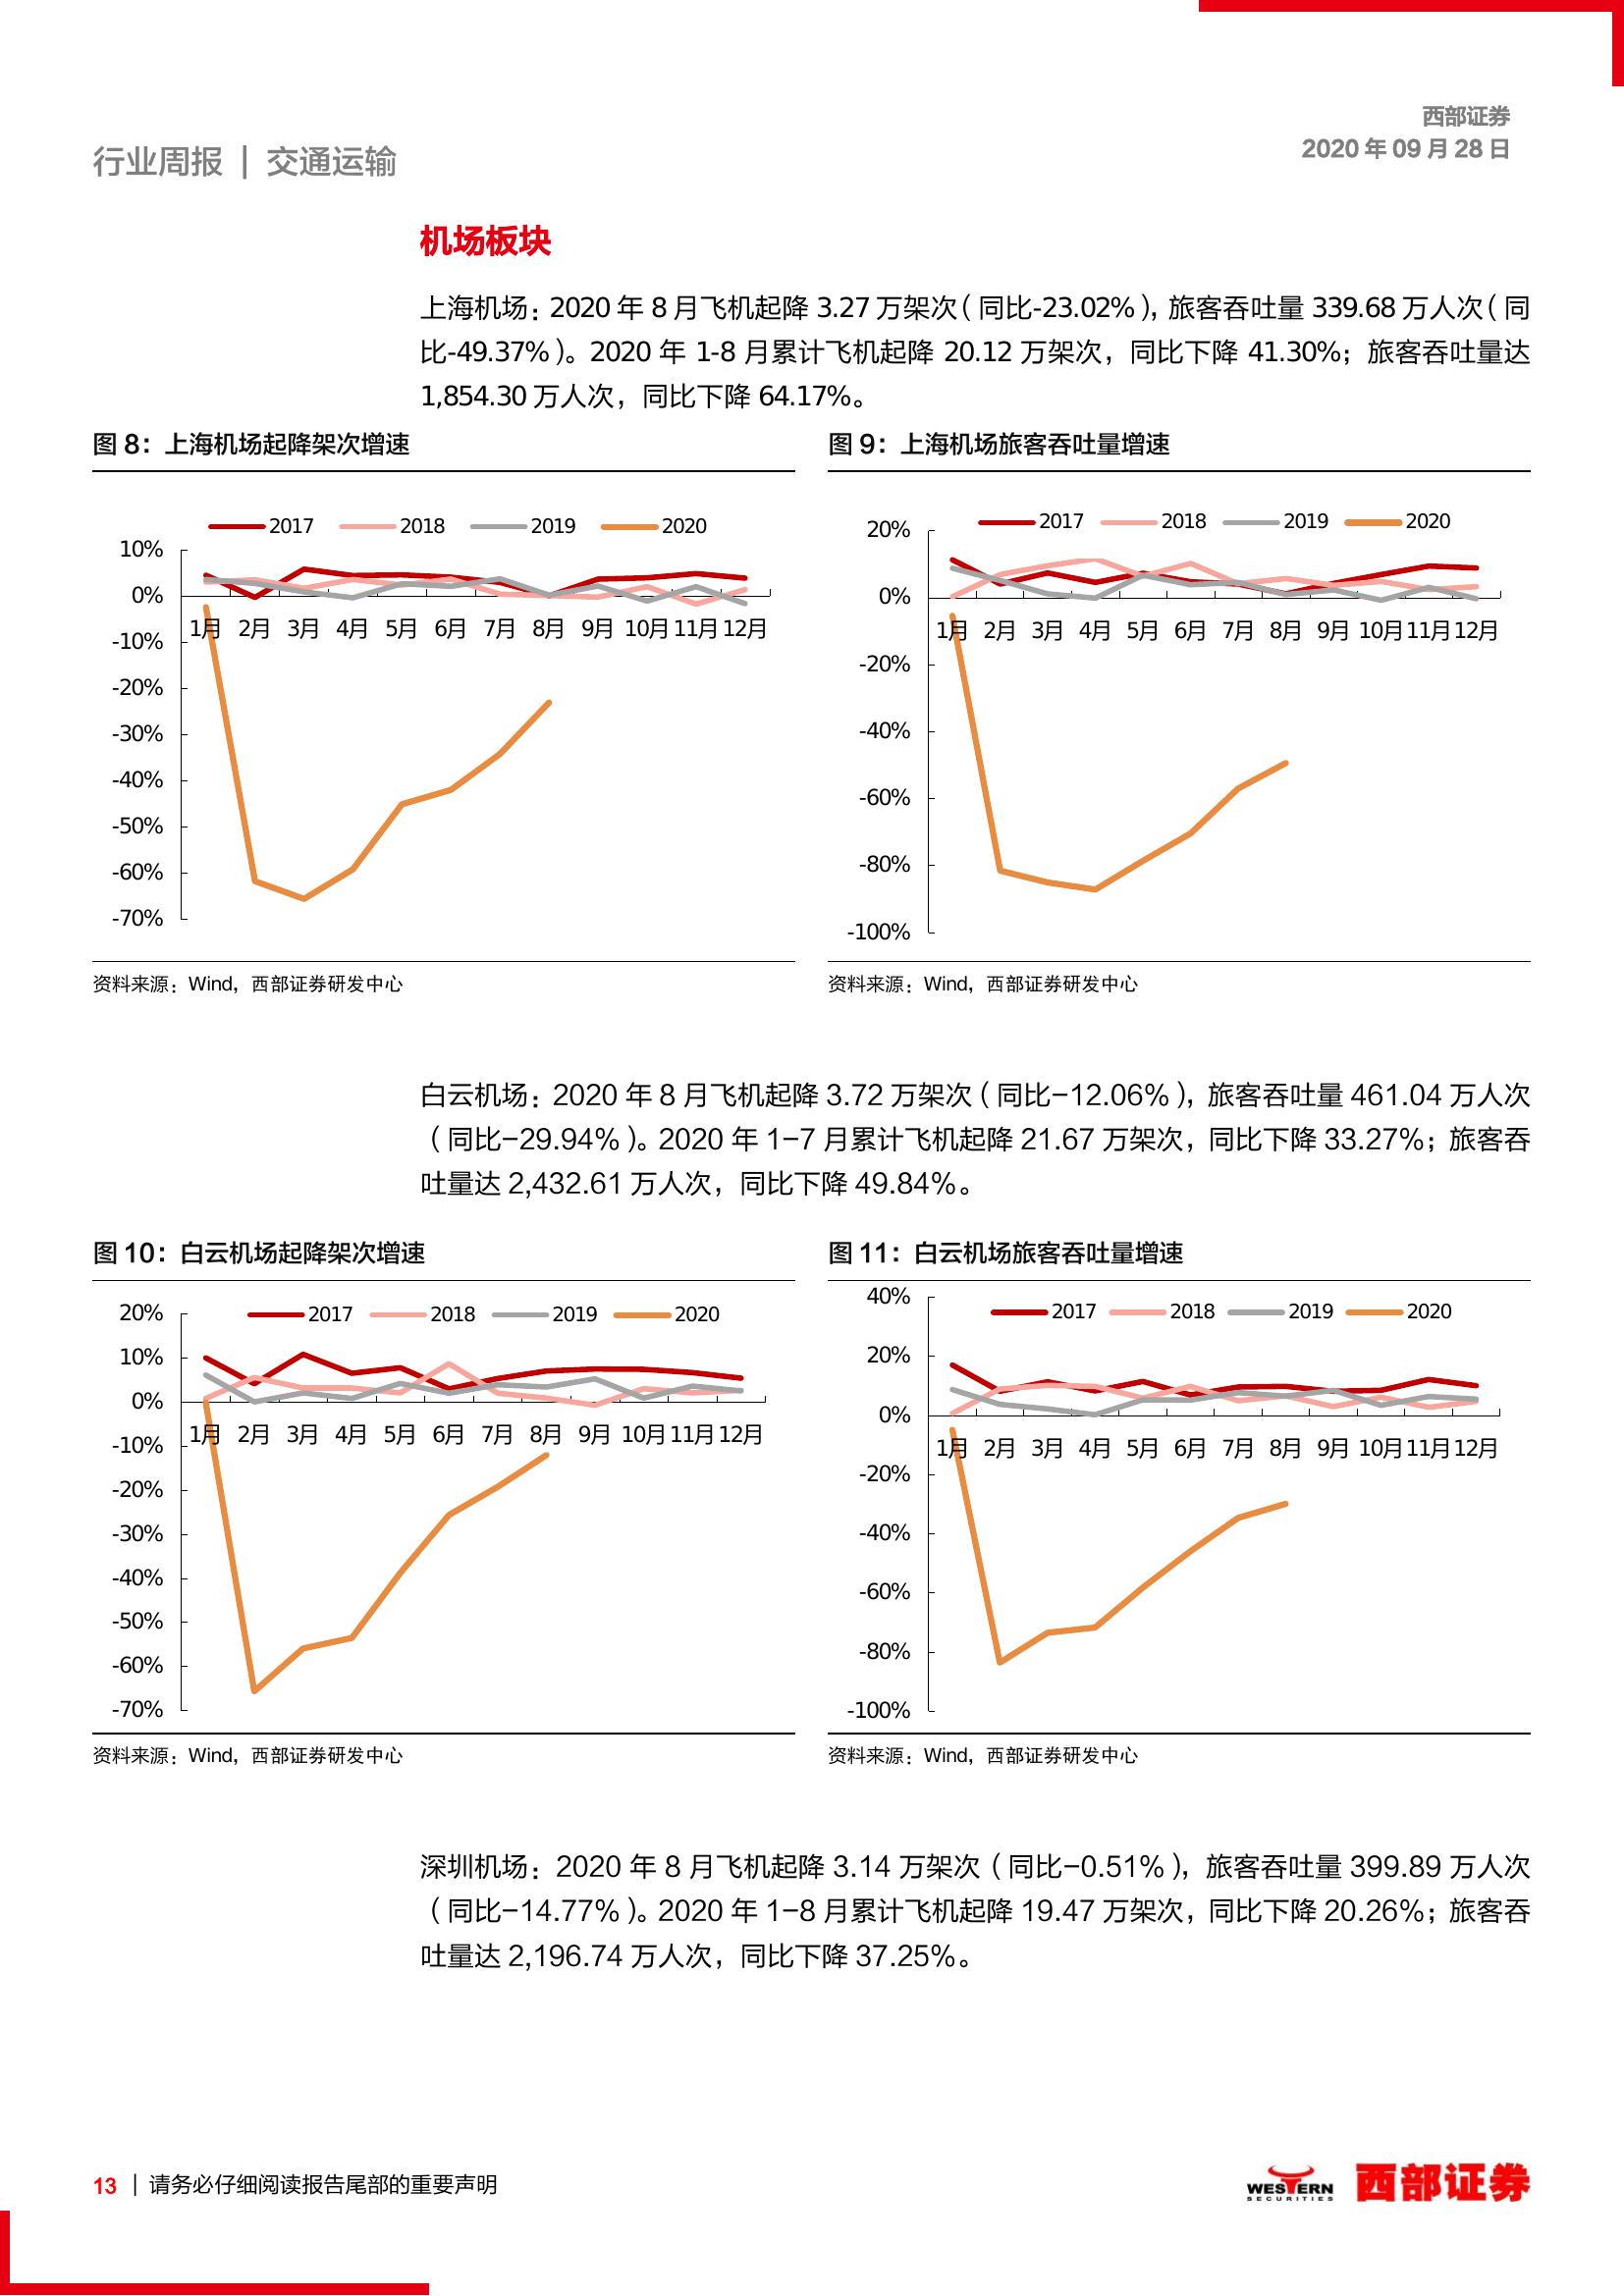 西部证券
2020 年 09 月 28 日
行业周报 | 交通运输
机场板块
上海机场：2020 年 8 月飞机起降 3.27 万架次（同比-23.02%），旅客吞吐量 339.68 万人次（同
比-49.37%）。2020 年 1-8 月累计飞机起降 20.12 万架次，同比下降 41.30%；旅客吞吐量达
1,854.30 万人次，同比下降 64.17%。
图 8：上海机场起降架次增速
2017 2018 2019 2020
10%
0%
-10%
-20%
-30%
-40%
-50%
-60%
-70%
1月 2月 3月 4月 5月 6月 7月 8月 9月 10月 11月 12月
资料来源：Wind，西部证券研发中心
图 9：上海机场旅客吞吐量增速
2017 2018 2019 2020
20%
0%
-20%
-40%
-60%
-80%
-100%
1月 2月 3月 4月 5月 6月 7月 8月 9月 10月 11月 12月
资料来源：Wind，西部证券研发中心
白云机场：2020 年 8 月飞机起降 3.72 万架次（同比-12.06%），旅客吞吐量 461.04 万人次
（同比-29.94%）。2020 年 1-7 月累计飞机起降 21.67 万架次，同比下降 33.27%；旅客吞
吐量达 2,432.61 万人次，同比下降 49.84%。
图 10：白云机场起降架次增速
2017 2018 2019 2020
20%
10%
0%
-10%
-20%
-30%
-40%
-50%
-60%
-70%
1月 2月 3月 4月 5月 6月 7月 8月 9月 10月 11月 12月
资料来源：Wind，西部证券研发中心
图 11：白云机场旅客吞吐量增速
2017 2018 2019 2020
40%
20%
0%
-20%
-40%
-60%
-80%
-100%
1月 2月 3月 4月 5月 6月 7月 8月 9月 10月 11月 12月
资料来源：Wind，西部证券研发中心
深圳机场：2020 年 8 月飞机起降 3.14 万架次（同比-0.51%），旅客吞吐量 399.89 万人次
（同比-14.77%）。2020 年 1-8 月累计飞机起降 19.47 万架次，同比下降 20.26%；旅客吞
吐量达 2,196.74 万人次，同比下降 37.25%。
13 | 请务必仔细阅读报告尾部的重要声明
WESTERN
SECURITIES
西部证券